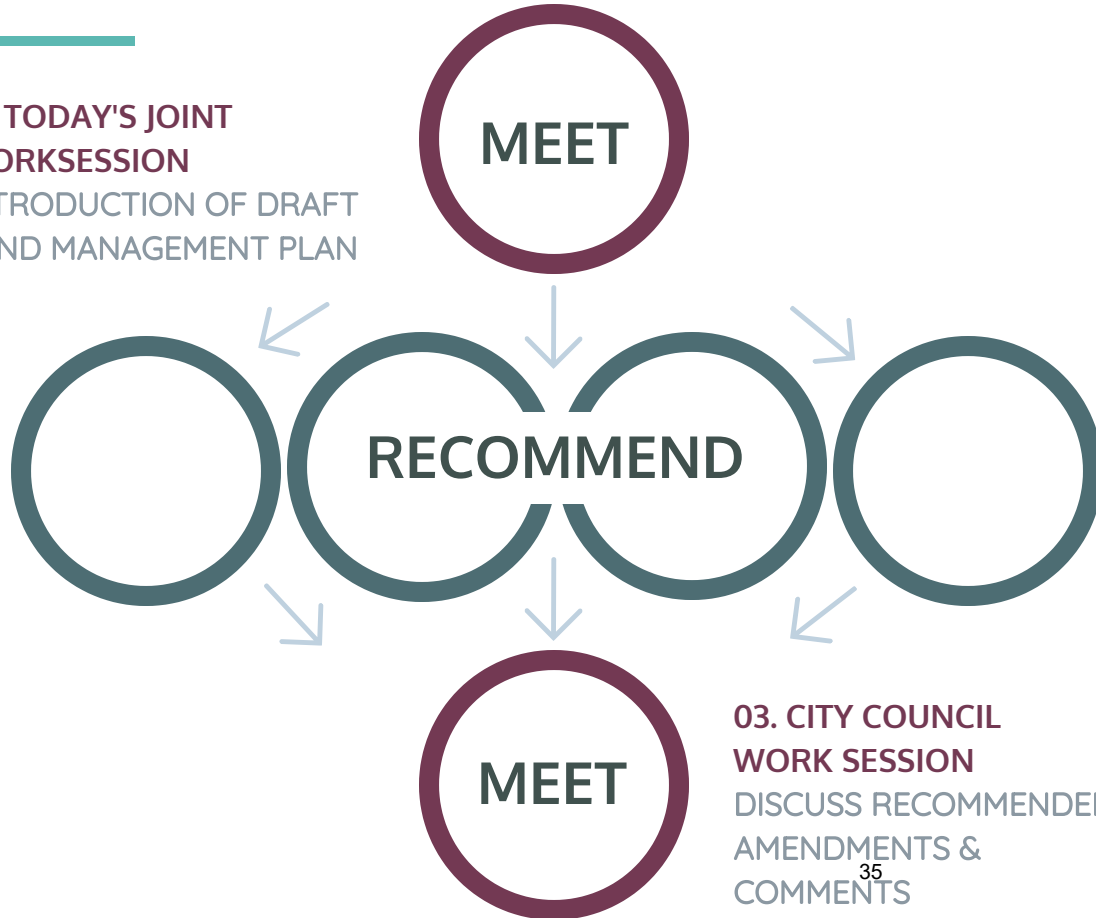 MEET
TODAY'S JOINT
ORKSESSION
TRODUCTION OF DRAFT
ND MANAGEMENT PLAN
RECOMMEND
MEET
03. CITY COUNCIL
WORK SESSION
DISCUSS RECOMMENDE
AMENDMENTS &
COMMENTS
35